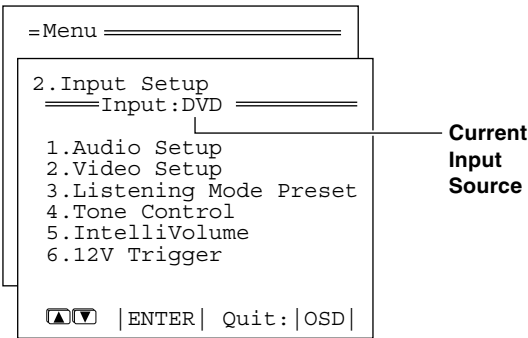 Menu
2.Input Setup
Input:DVD
1.Audio Setup
2.Video Setup
3.Listening Mode Preset
4.Tone Control
5.IntelliVolume
6.12V Trigger
▲▼ |ENTER| Quit:|OSD|
Current
Input
Source